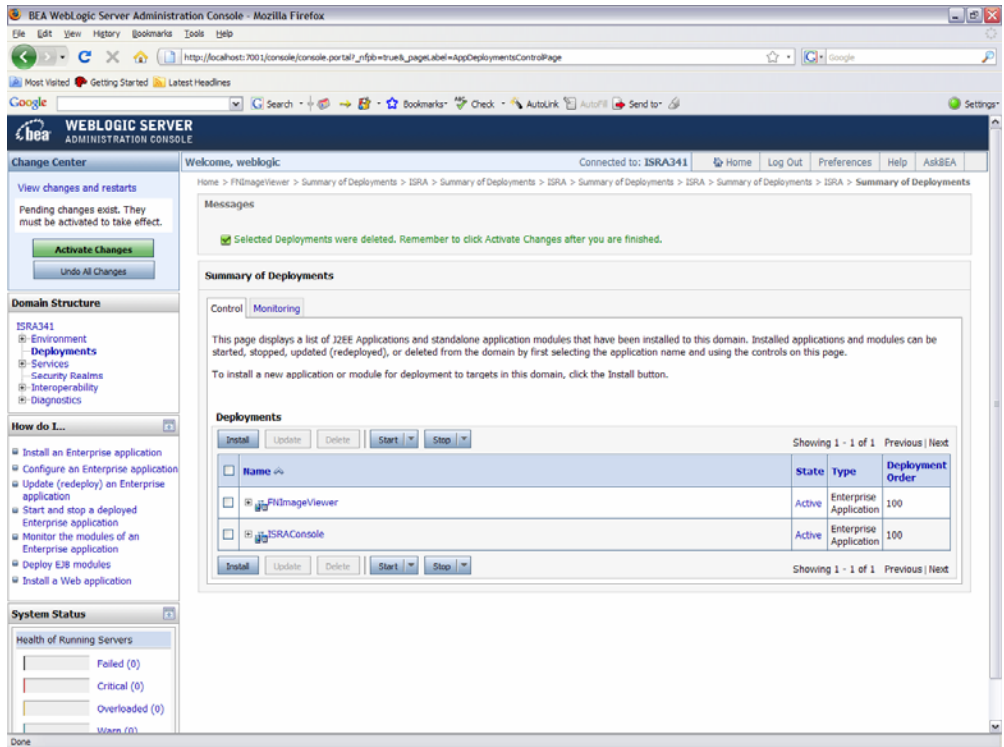 BEA WebLogic Server Administration Console - Mozilla Firefox
File Edit View History Bookmarks Tools Help
http://localhost:7001/console/console.portal?_nfpb=true&_pageLabel=AppDeploymentsControlPage
Google
Most Visited Getting Started Latest Headlines
Google Search Bookmarks Check AutoLink AutoFill Send to Settings
bea WEBLOGIC SERVER
ADMINISTRATION CONSOLE
Change Center
Welcome, weblogic Connected to: ISRA341 Home Log Out Preferences Help AskBEA
Home > FNImageViewer > Summary of Deployments > ISRA > Summary of Deployments > ISRA > Summary of Deployments > ISRA > Summary of Deployments > ISRA > Summary of Deployments
View changes and restarts
Pending changes exist. They
must be activated to take effect.
Activate Changes
Undo All Changes
Domain Structure
ISRA341
Environment
Deployments
Services
Security Realms
Interoperability
Diagnostics
How do I...
Install an Enterprise application
Configure an Enterprise application
Update (redeploy) an Enterprise
application
Start and stop a deployed
Enterprise application
Monitor the modules of an
Enterprise application
Deploy EJB modules
Install a Web application
System Status
Health of Running Servers
Failed (0)
Critical (0)
Overloaded (0)
Warn (0)
Messages
Selected Deployments were deleted. Remember to click Activate Changes after you are finished.
Summary of Deployments
Control Monitoring
This page displays a list of J2EE Applications and standalone application modules that have been installed to this domain. Installed applications and modules can be
started, stopped, updated (redeployed), or deleted from the domain by first selecting the application name and using the controls on this page.
To install a new application or module for deployment to targets in this domain, click the Install button.
Deployments
Install Update Delete Start Stop Showing 1 - 1 of 1 Previous | Next
Name State Type Deployment
Order
FNImageViewer Active Enterprise
Application 100
ISRAConsole Active Enterprise
Application 100
Install Update Delete Start Stop Showing 1 - 1 of 1 Previous | Next
Done